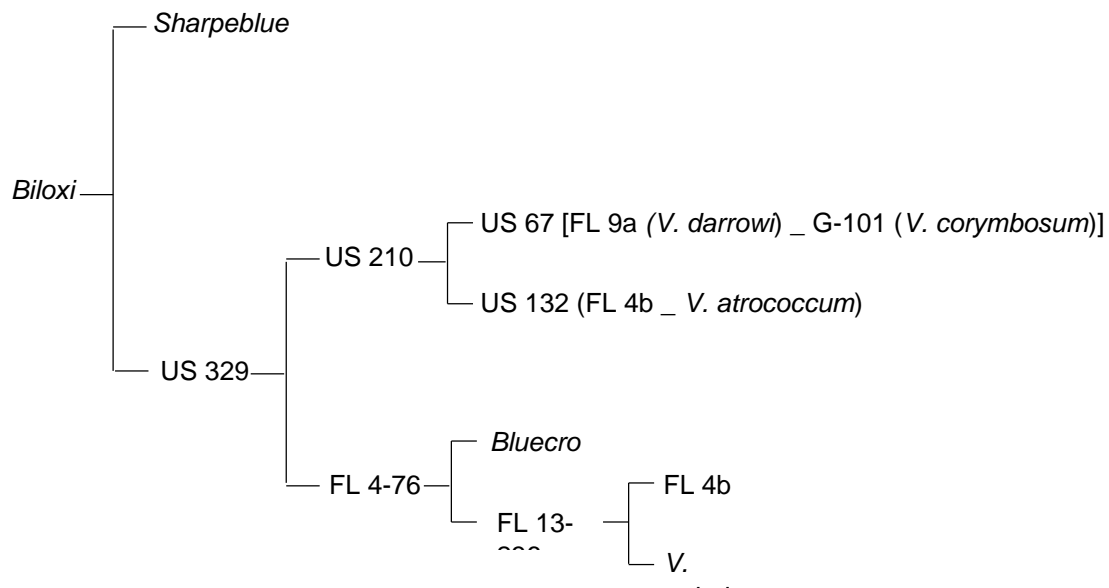 Sharpeblue
Biloxi
US 67 [FL 9a (V. darrowi) _ G-101 (V. corymbosum)]
US 210
US 132 (FL 4b _ V. atrococcum)
US 329
Bluecro
FL 4-76
FL 4b
FL 13-
V.